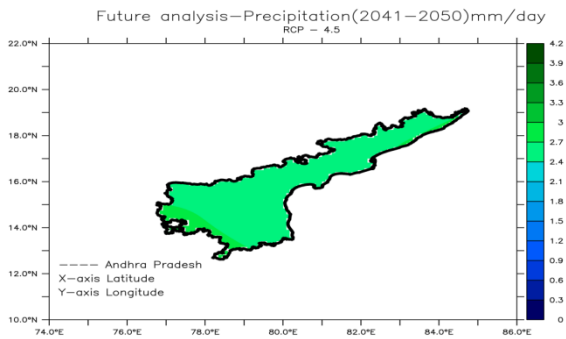 Future analysis—Precipitation(2041—2050)mm/day
RCP — 4.5
22.0°N
20.0°N
18.0°N
16.0°N
14.0°N
12.0°N
10.0°N
---- Andhra Pradesh
X—axis Latitude
Y—axis Longitude
74.0°E 76.0°E 78.0°E 80.0°E 82.0°E 84.0°E 86.0°E
4.2
3.9
3.6
3.3
3
2.7
2.4
2.1
1.8
1.5
1.2
0.9
0.6
0.3
0